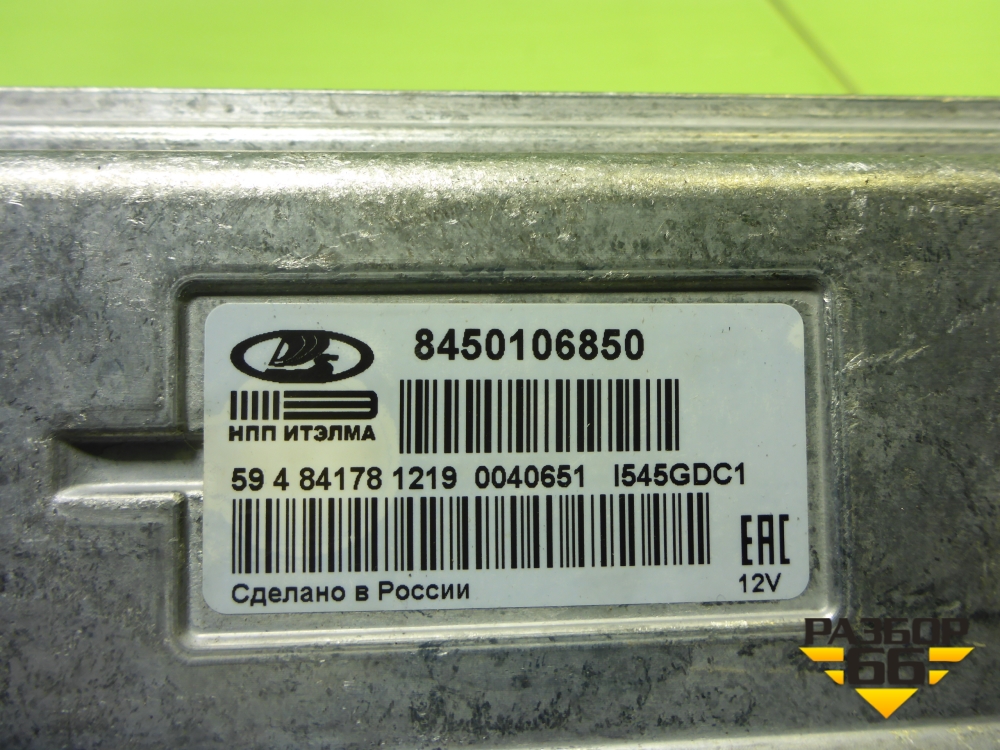 8450106850
НПП ИТЭЛМА
59 4 84178 1219 0040651 I545GDC1
EAC
Сделано в России
12V
РАЗБОР
66